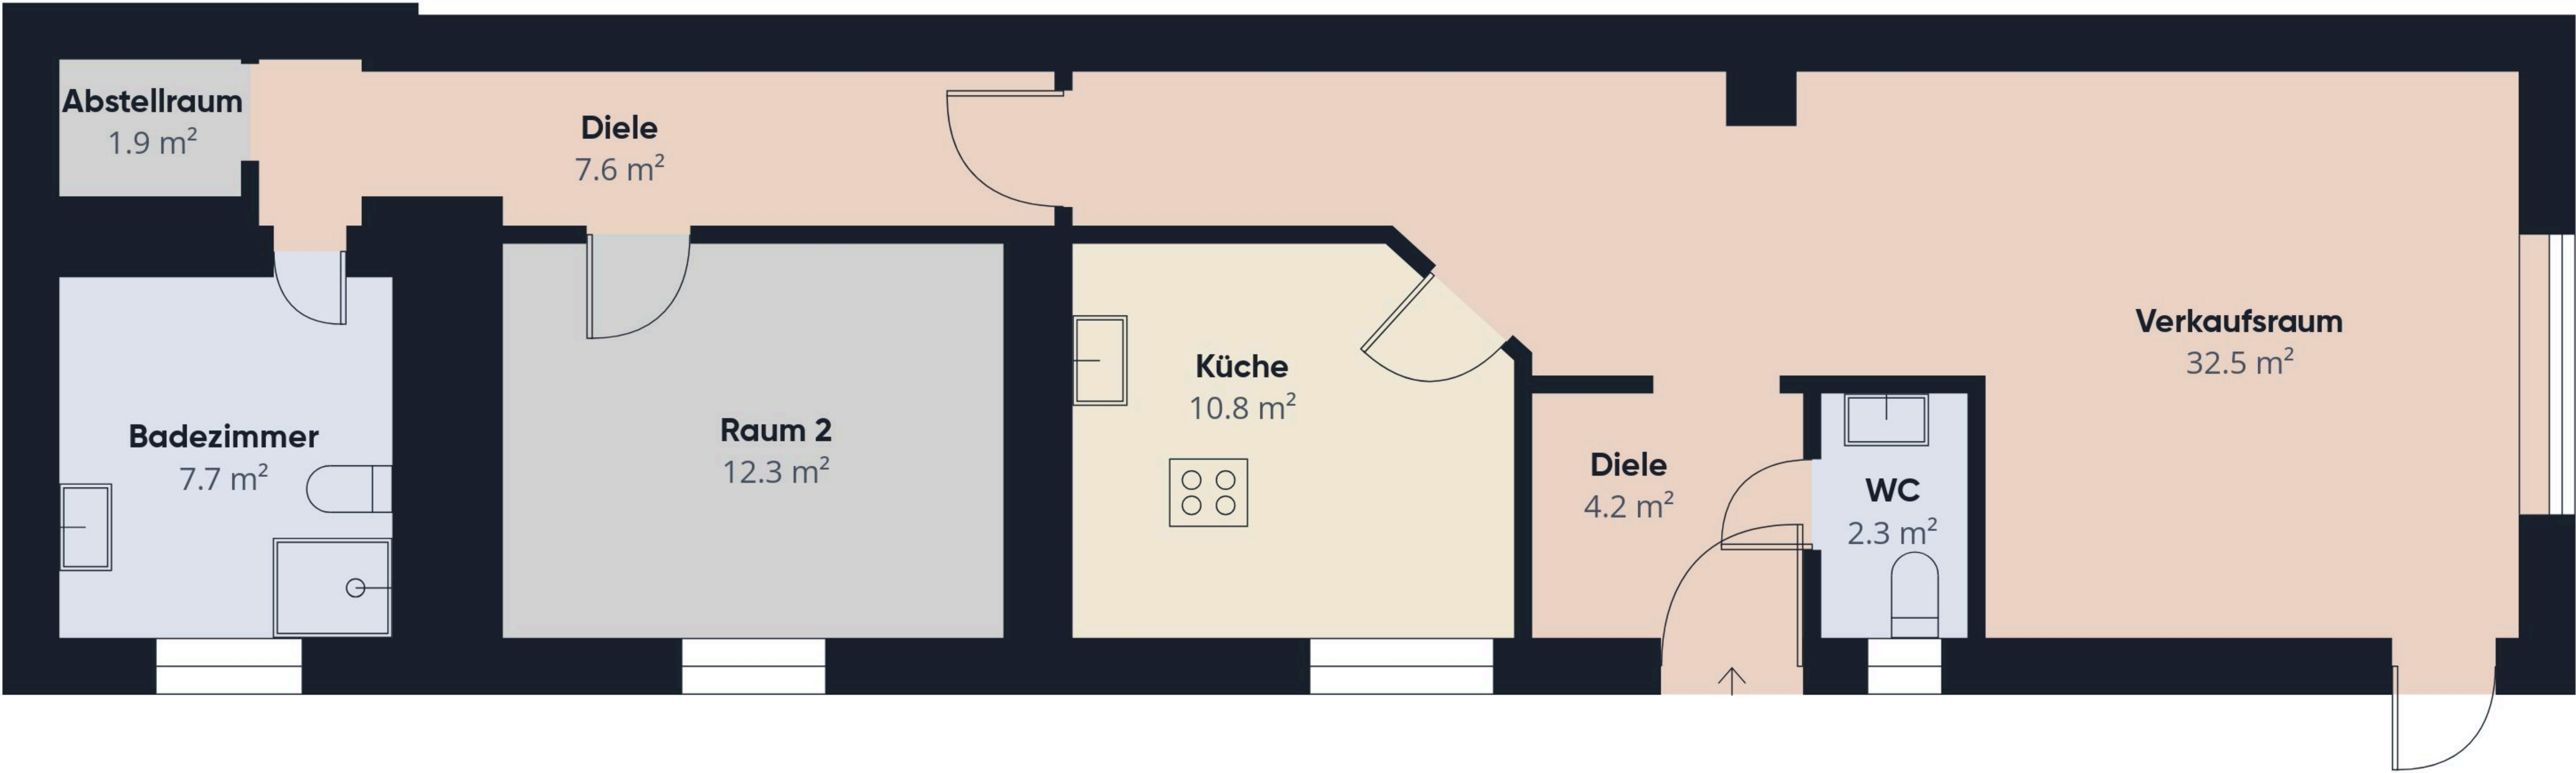 Abstellraum
1.9 m²
Diele
7.6 m²
Badezimmer
7.7 m²
Raum 2
12.3 m²
Küche
10.8 m²
Diele
4.2 m²
WC
2.3 m²
Verkaufsraum
32.5 m²